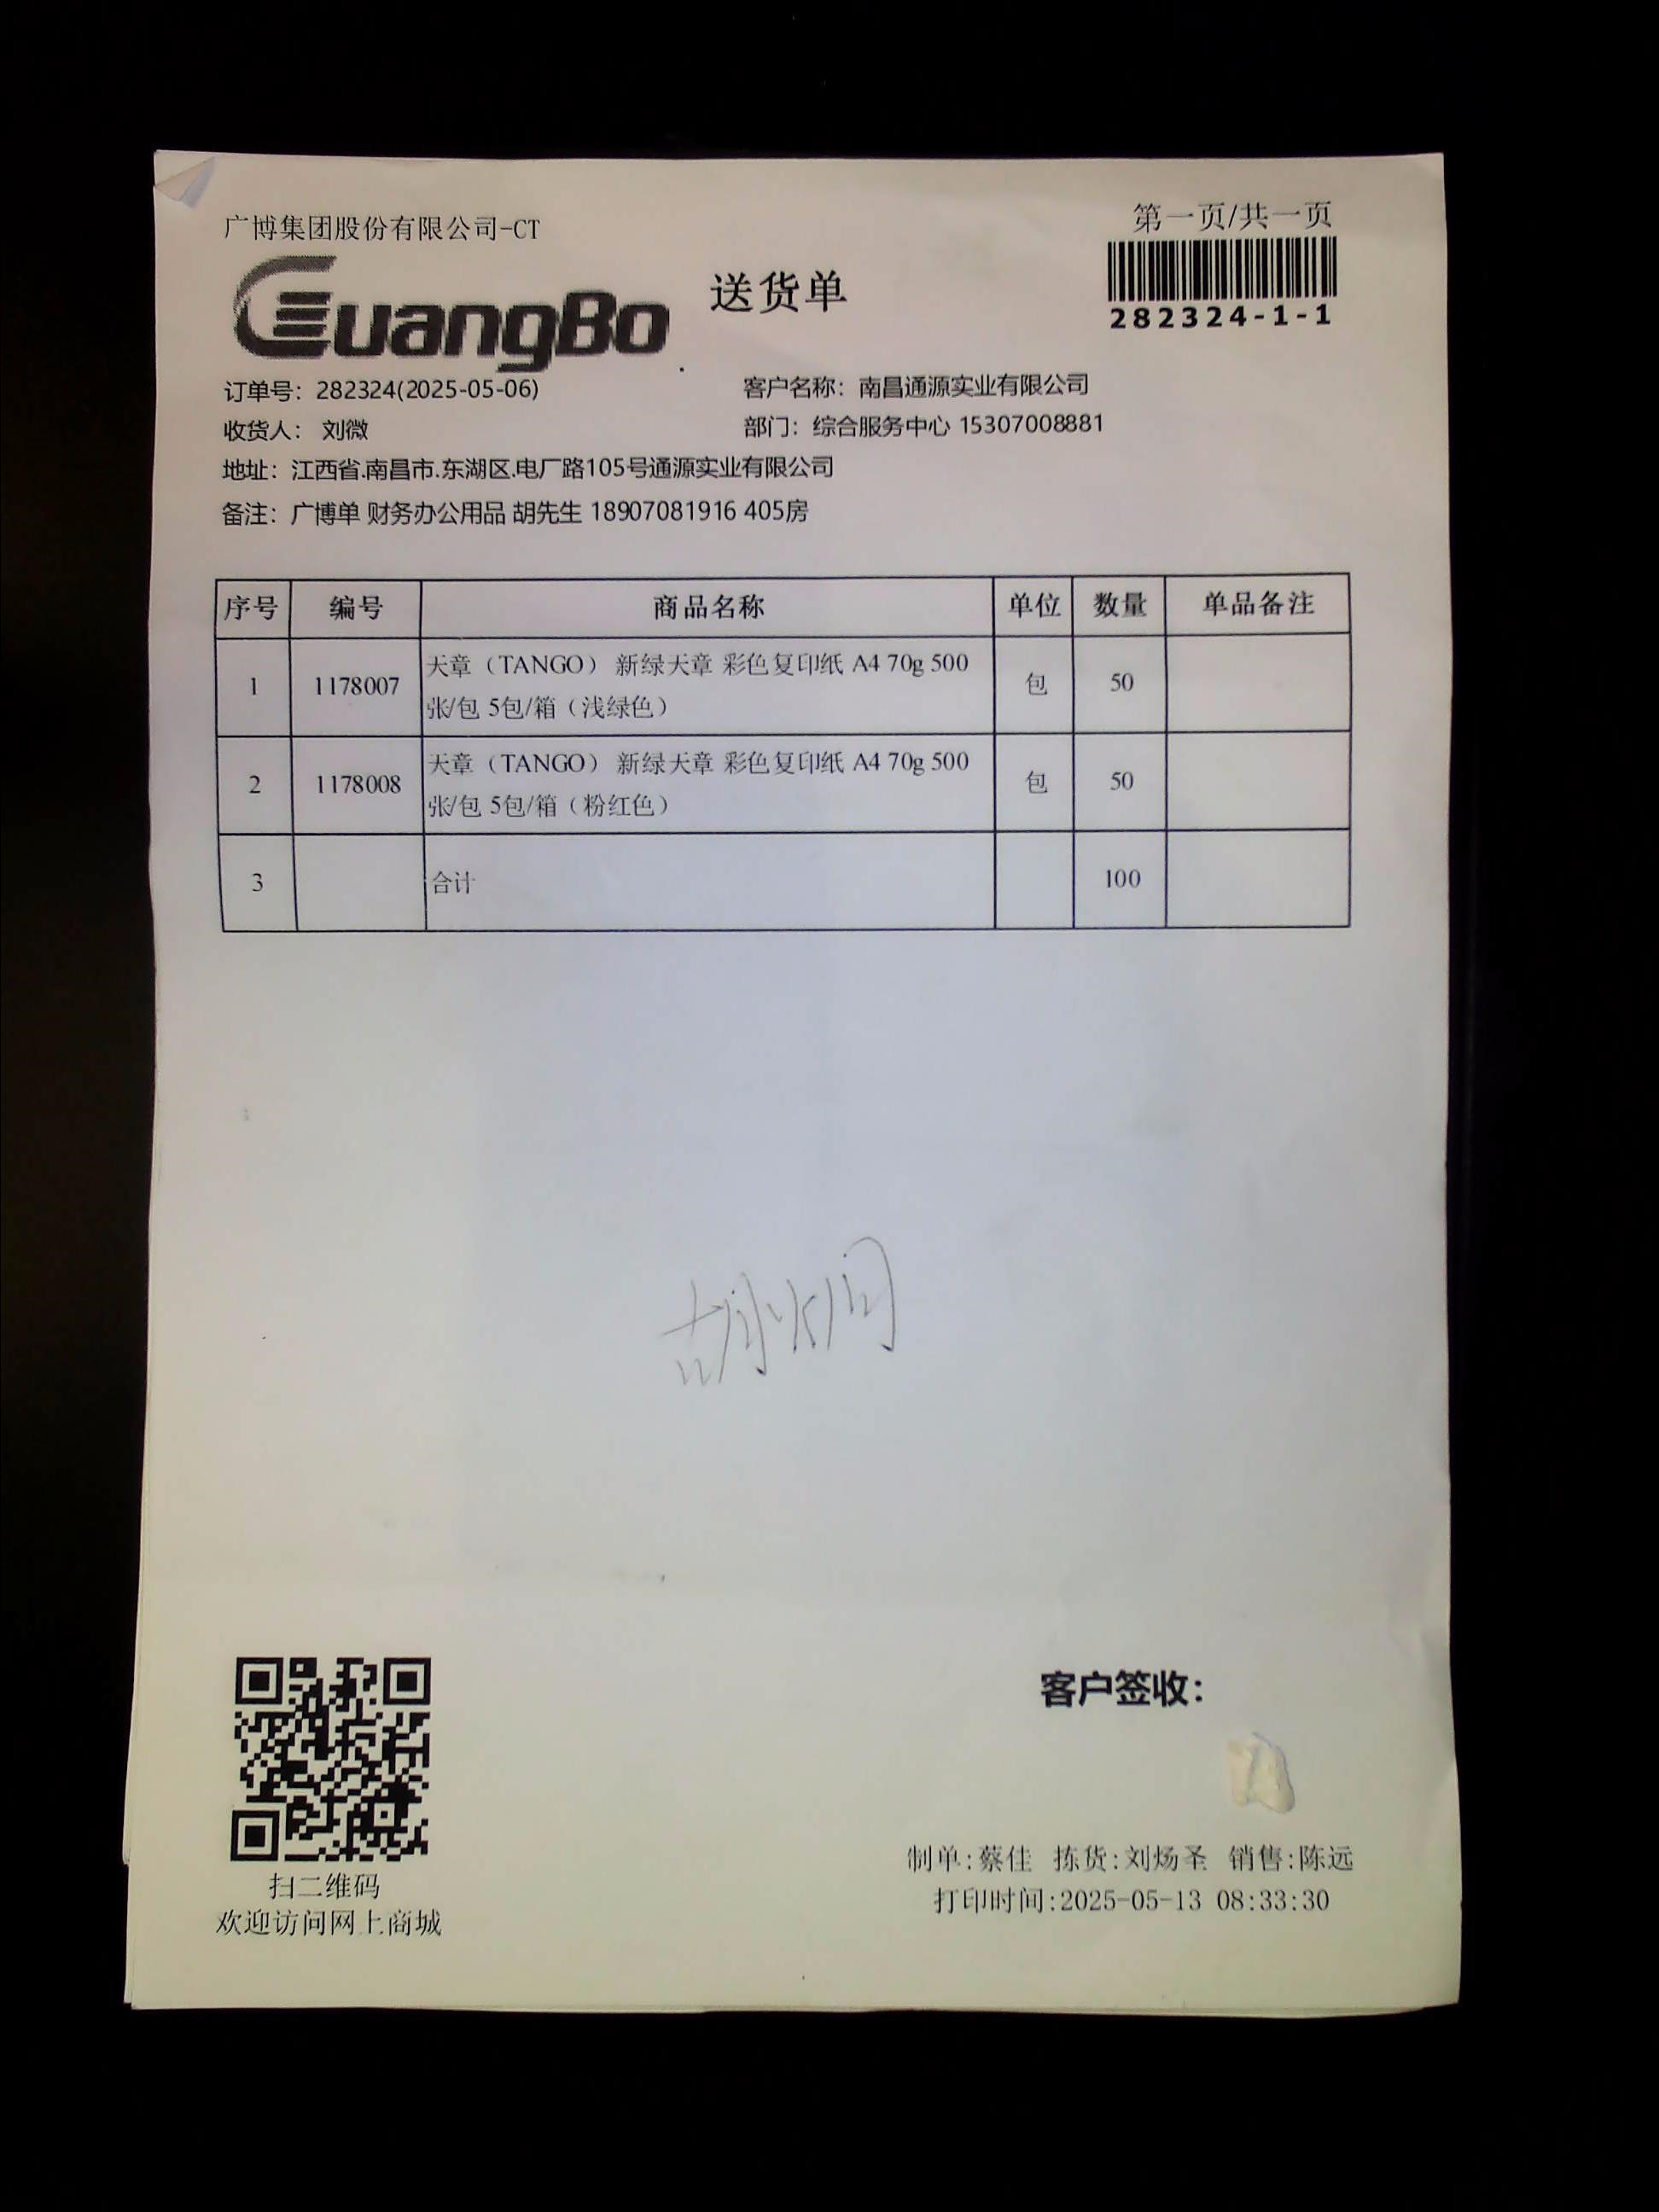 广博集团股份有限公司-CT
第一页/共一页
GuangBo
送货单
282324-1-1
订单号：282324(2025-05-06)
客户名称：南昌通源实业有限公司
收货人：刘微
部门：综合服务中心 15307008881
地址：江西省.南昌市.东湖区.电厂路105号通源实业有限公司
备注：广博单 财务办公用品 胡先生 18907081916 405房
序号 编号 商品名称 单位 数量 单品备注
1 1178007 天章（TANGO） 新绿天章 彩色复印纸 A4 70g 500
张/包 5包/箱（浅绿色） 包 50
2 1178008 天章（TANGO） 新绿天章 彩色复印纸 A4 70g 500
张/包 5包/箱（粉红色） 包 50
3 合计 100
胡
客户签收：
扫二维码
欢迎访问网上商城
制单:蔡佳 拣货:刘炀圣 销售:陈远
打印时间:2025-05-13 08:33:30